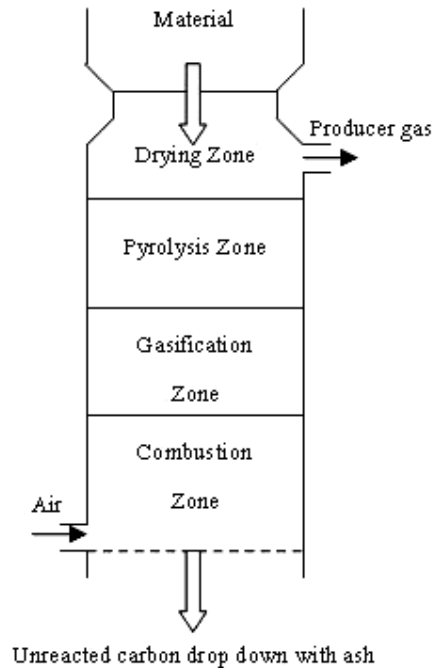 Material
Producer gas
Drying Zone
Pyrolysis Zone
Gasification
Zone
Combustion
Zone
Air
Unreacted carbon drop down with ash